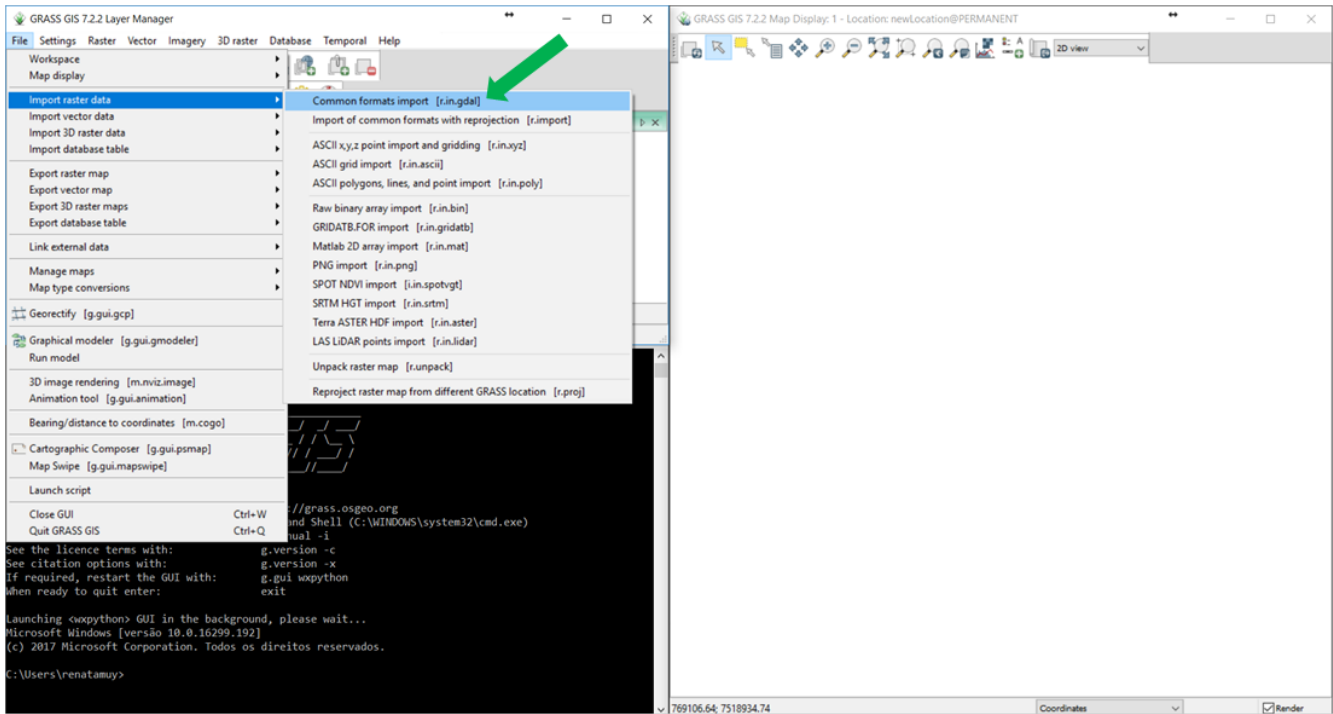 GRASS GIS 7.2.2 Layer Manager
File Settings Raster Vector Imagery 3D raster Database Temporal Help
Workspace
Map display
Import raster data
Import vector data
Import 3D raster data
Import database table
Export raster map
Export vector map
Export 3D raster maps
Export database table
Link external data
Manage maps
Map type conversions
Georectify [g.gui.gcp]
Graphical modeler [g.gui.gmodeler]
Run model
3D image rendering [m.nviz.image]
Animation tool [g.gui.animation]
Bearing/distance to coordinates [m.cogo]
Cartographic Composer [g.gui.psmap]
Map Swipe [g.gui.mapswipe]
Launch script
Close GUI Ctrl+W
Quit GRASS GIS Ctrl+Q
Common formats import [r.in.gdal]
Import of common formats with reprojection [r.import]
ASCII x,y,z point import and gridding [r.in.xyz]
ASCII grid import [r.in.ascii]
ASCII polygons, lines, and point import [r.in.poly]
Raw binary array import [r.in.bin]
GRIDATB.FOR import [r.in.gridatb]
Matlab 2D array import [r.in.mat]
PNG import [r.in.png]
SPOT NDVI import [i.in.spotvgt]
SRTM HGT import [r.in.srtm]
Terra ASTER HDF import [r.in.aster]
LAS LiDAR points import [r.in.lidar]
Unpack raster map [r.unpack]
Reproject raster map from different GRASS location [r.proj]
://grass.osgeo.org
and Shell (C:\WINDOWS\system32\cmd.exe)
nual -i
See the licence terms with: g.version -c
See citation options with: g.version -x
If required, restart the GUI with: g.gui wxpython
When ready to quit enter: exit
Launching <wxpython> GUI in the background, please wait...
Microsoft Windows [versão 10.0.16299.192]
(c) 2017 Microsoft Corporation. Todos os direitos reservados.
C:\Users\renatamuy>
GRASS GIS 7.2.2 Map Display: 1 - Location: newLocation@PERMANENT
2D view
769106.64; 7518934.74
Coordinates
Render